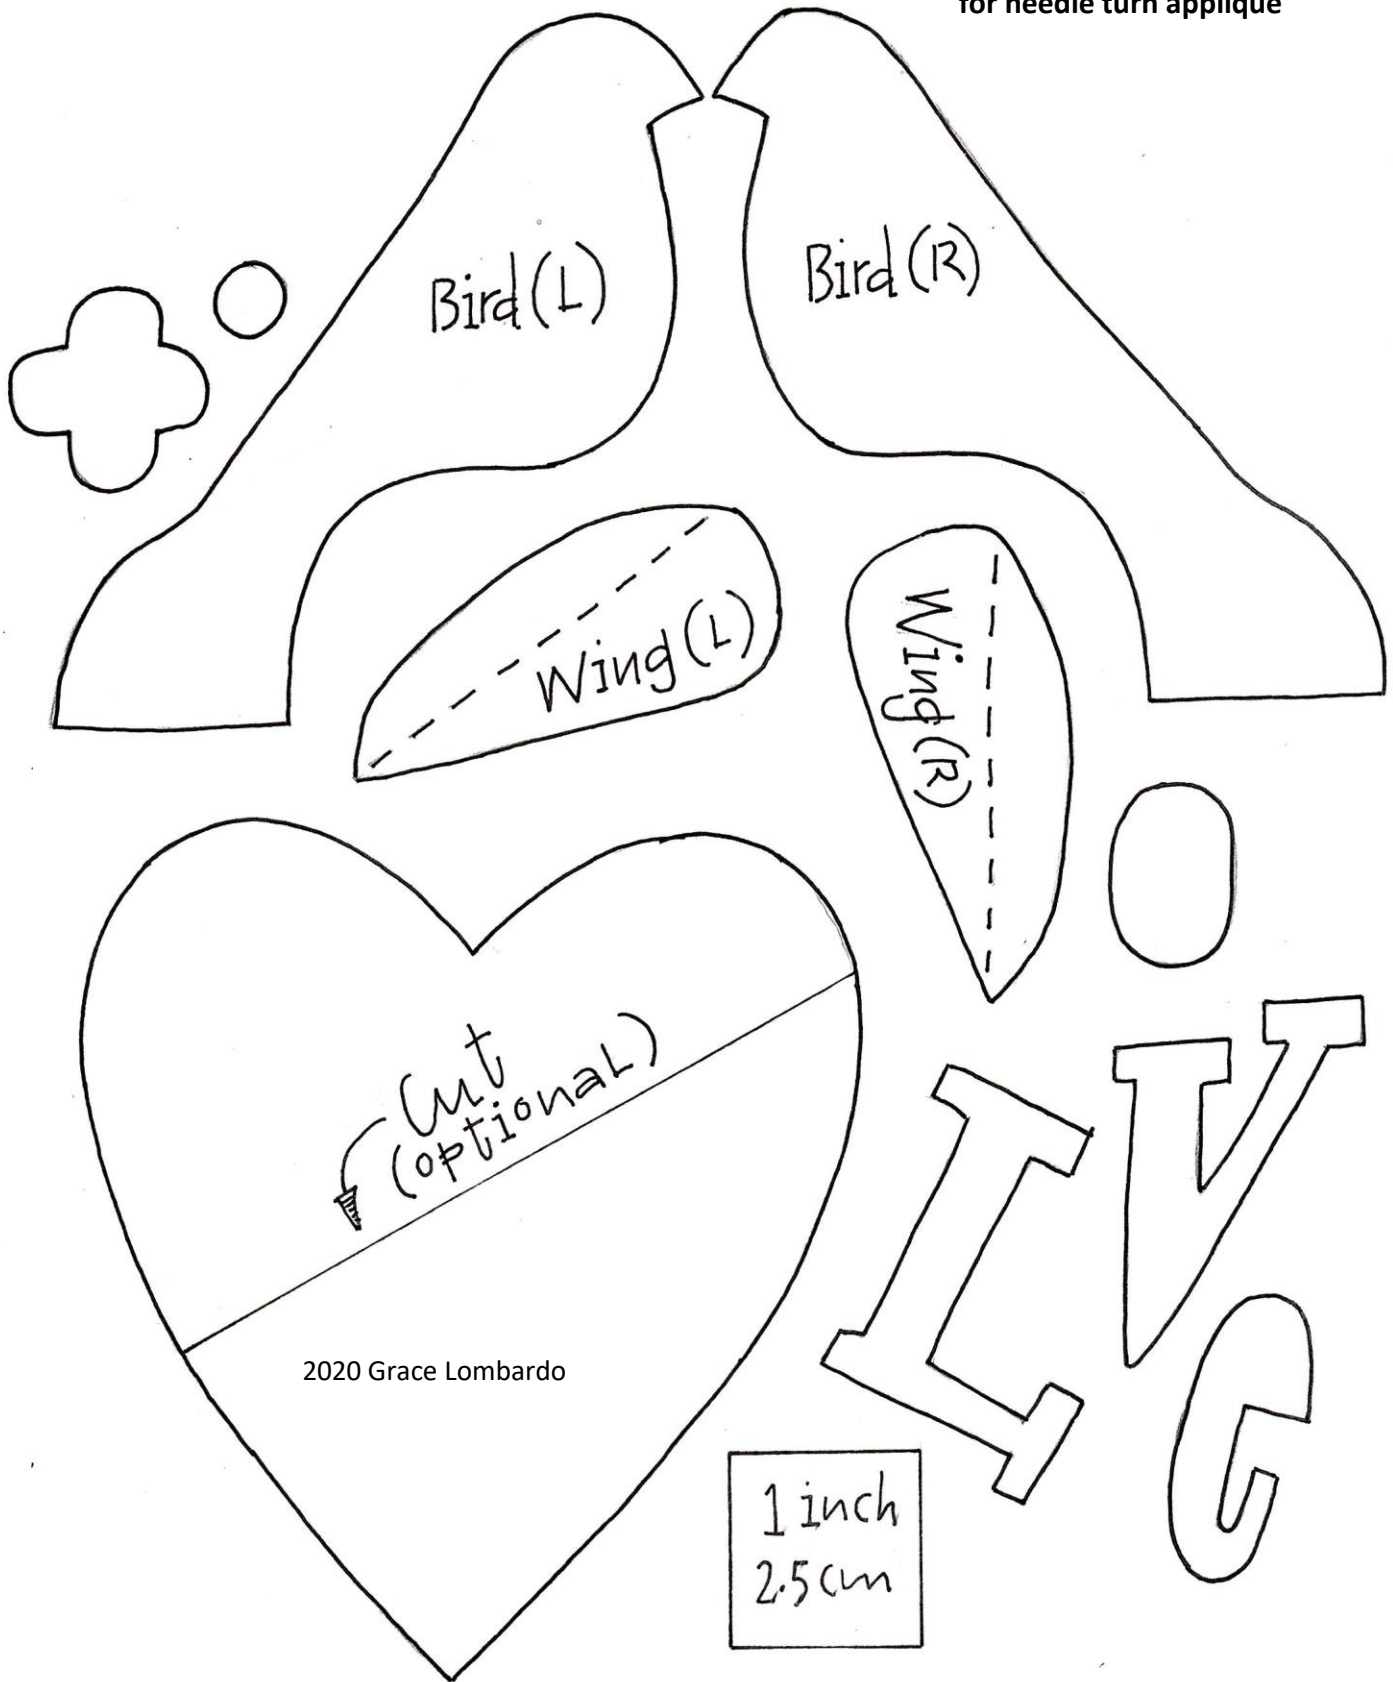 for needle turn applique
Bird (L)
Bird (R)
Wing (L)
Wing (R)
Cut
(optional)
L
O
V
e
2020 Grace Lombardo
1 inch
2.5cm